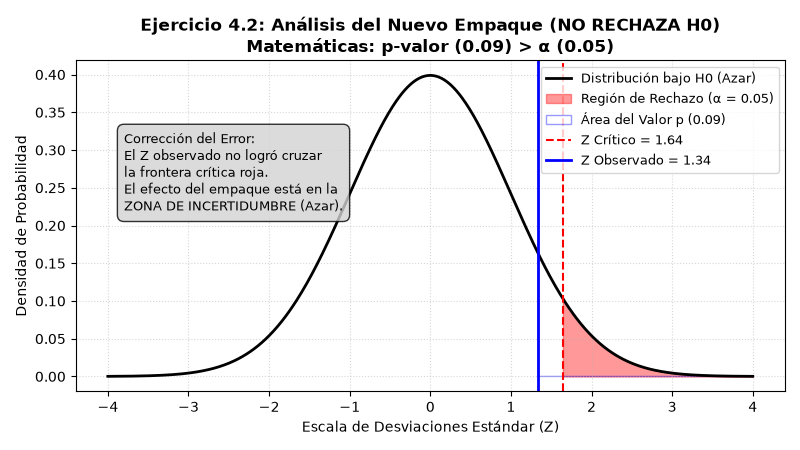 Ejercicio 4.2: Análisis del Nuevo Empaque (NO RECHAZA H0)
Matemáticas: p-valor (0.09) > α (0.05)
Densidad de Probabilidad
0.40
0.35
0.30
0.25
0.20
0.15
0.10
0.05
0.00
Corrección del Error:
El Z observado no logró cruzar
la frontera crítica roja.
El efecto del empaque está en la
ZONA DE INCERTIDUMBRE (Azar).
Distribución bajo H0 (Azar)
Región de Rechazo (α = 0.05)
Área del Valor p (0.09)
Z Crítico = 1.64
Z Observado = 1.34
−4 −3 −2 −1 0 1 2 3 4
Escala de Desviaciones Estándar (Z)